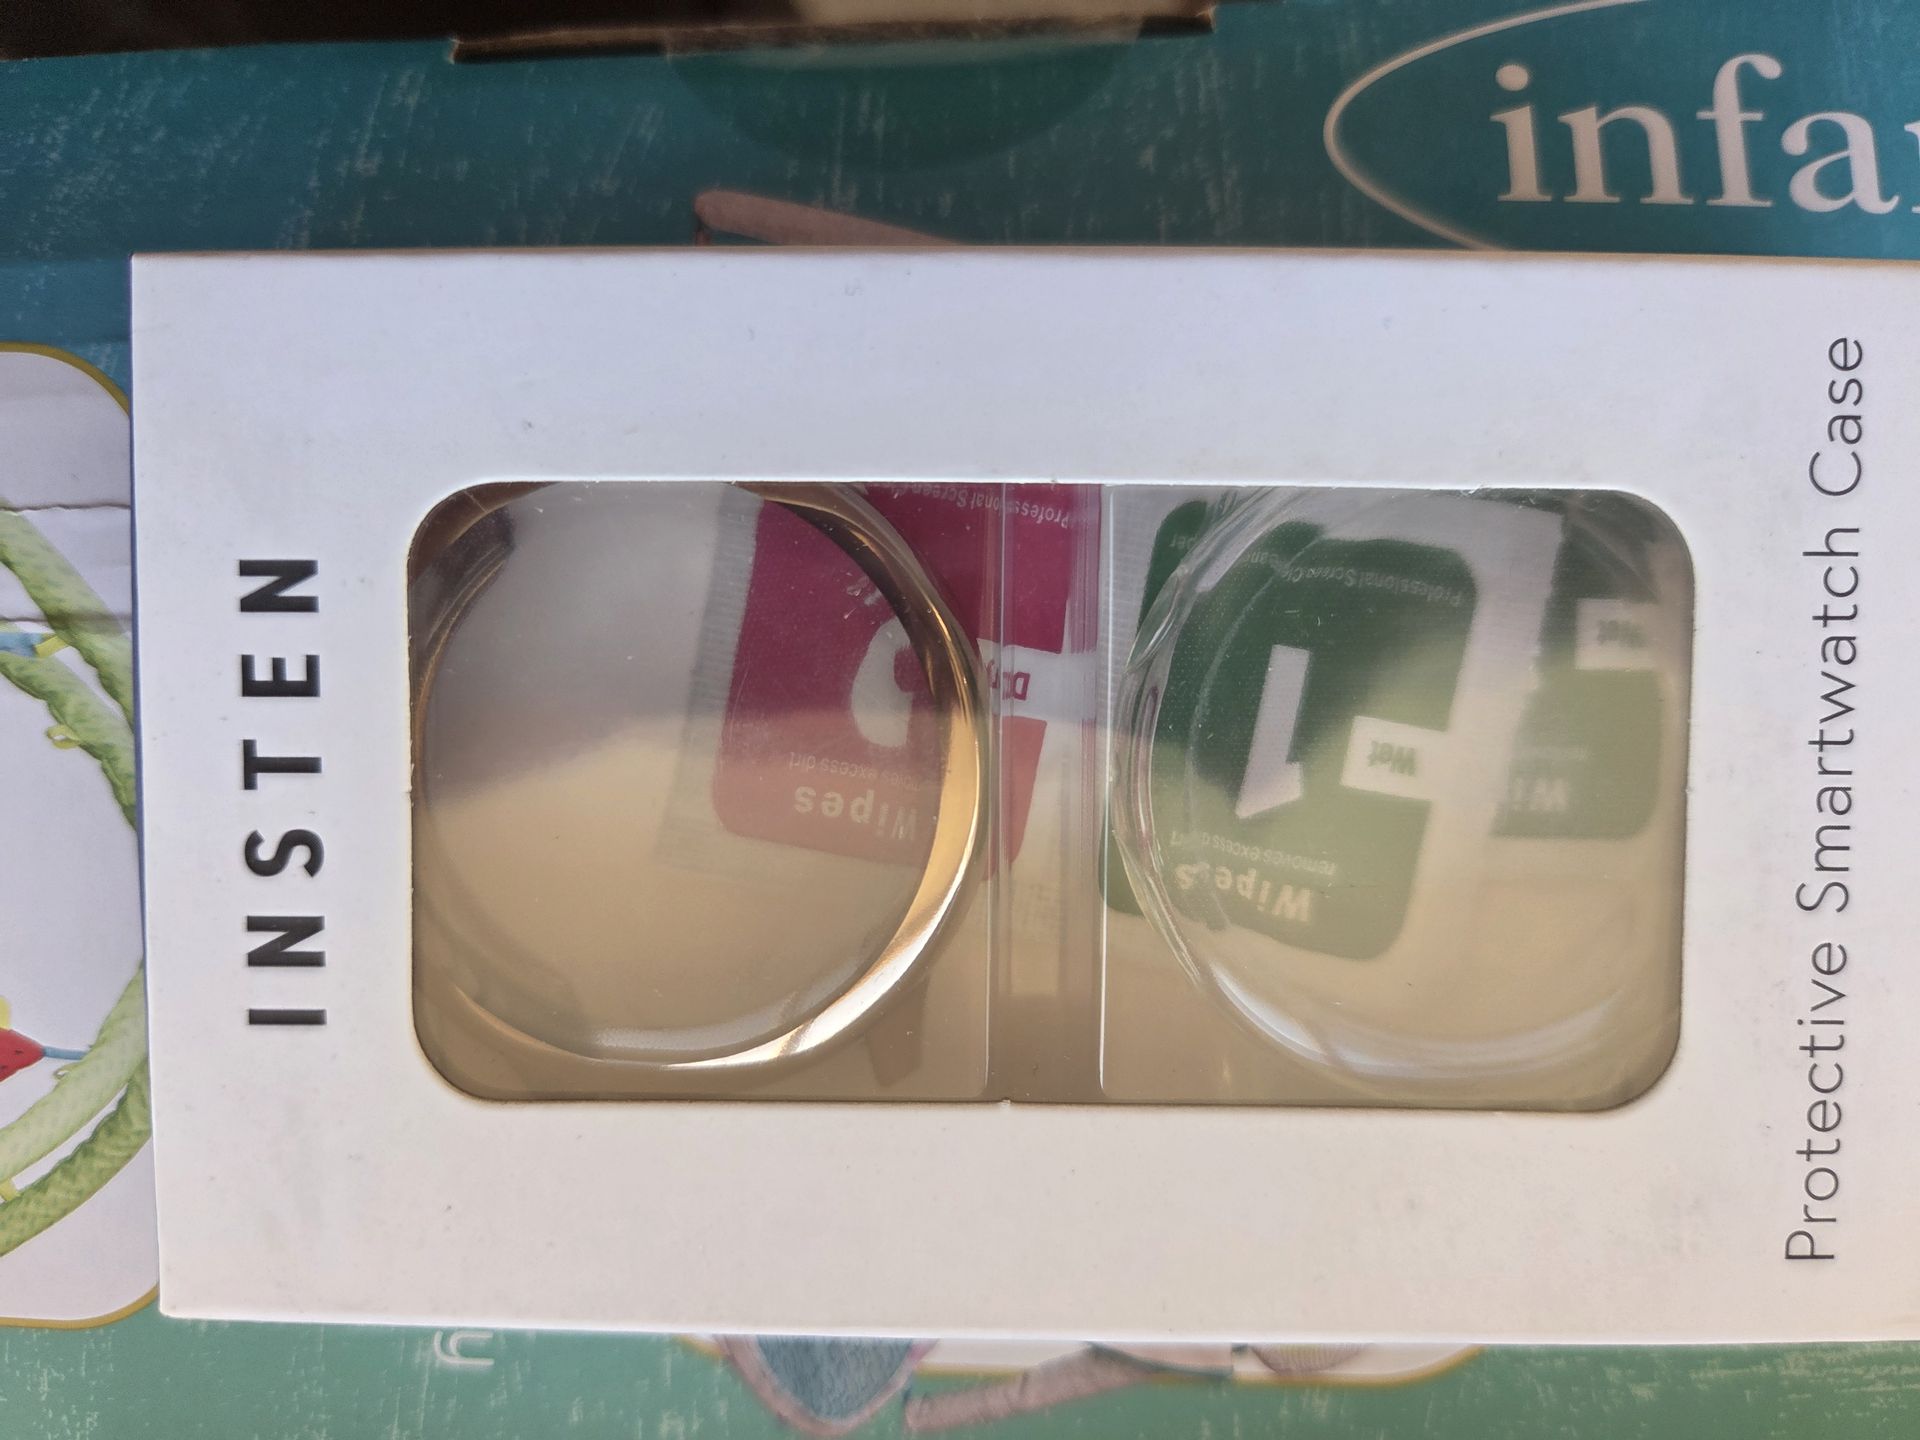 infa
INSTEN
Protective Smartwatch Case
Professional Screen
Dry
removes excess dirt
Wipes
Professional Screen Cleaner
1
Wet
removes excess dirt
Wipes
Wet
Wi
y